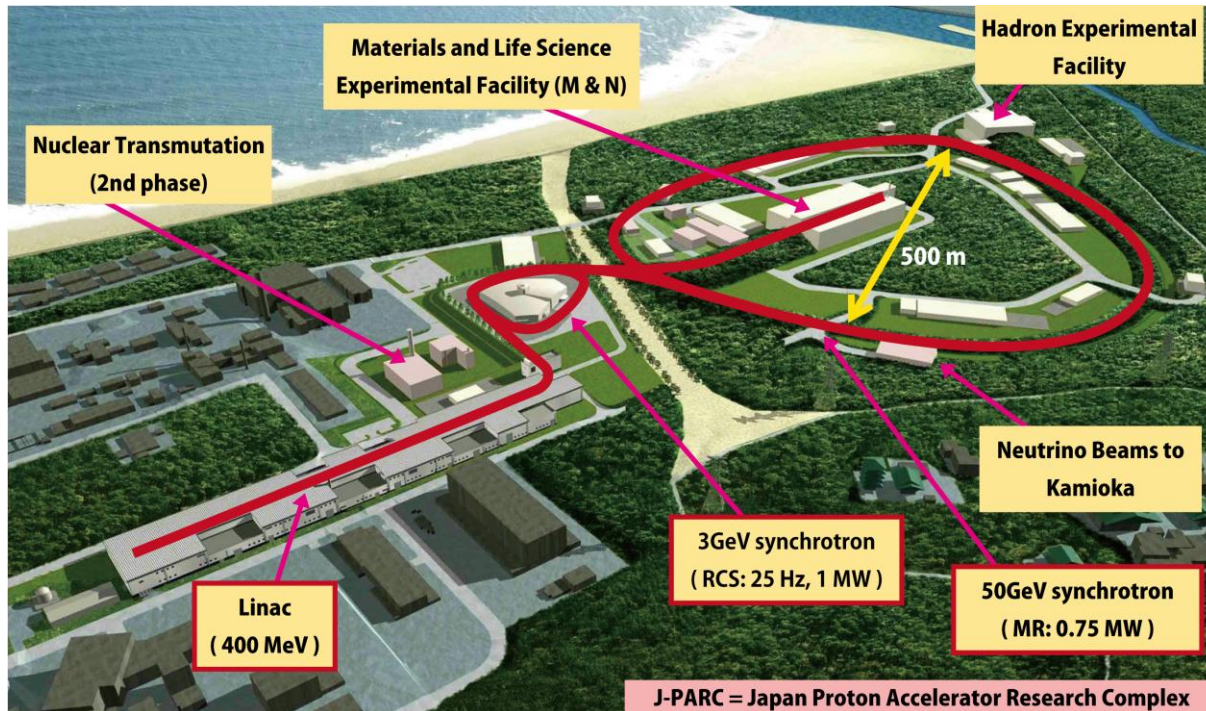 Hadron Experimental
Facility
Materials and Life Science
Experimental Facility (M & N)
Nuclear Transmutation
(2nd phase)
500 m
Neutrino Beams to
Kamioka
3GeV synchrotron
( RCS: 25 Hz, 1 MW )
50GeV synchrotron
( MR: 0.75 MW )
Linac
( 400 MeV )
J-PARC = Japan Proton Accelerator Research Complex